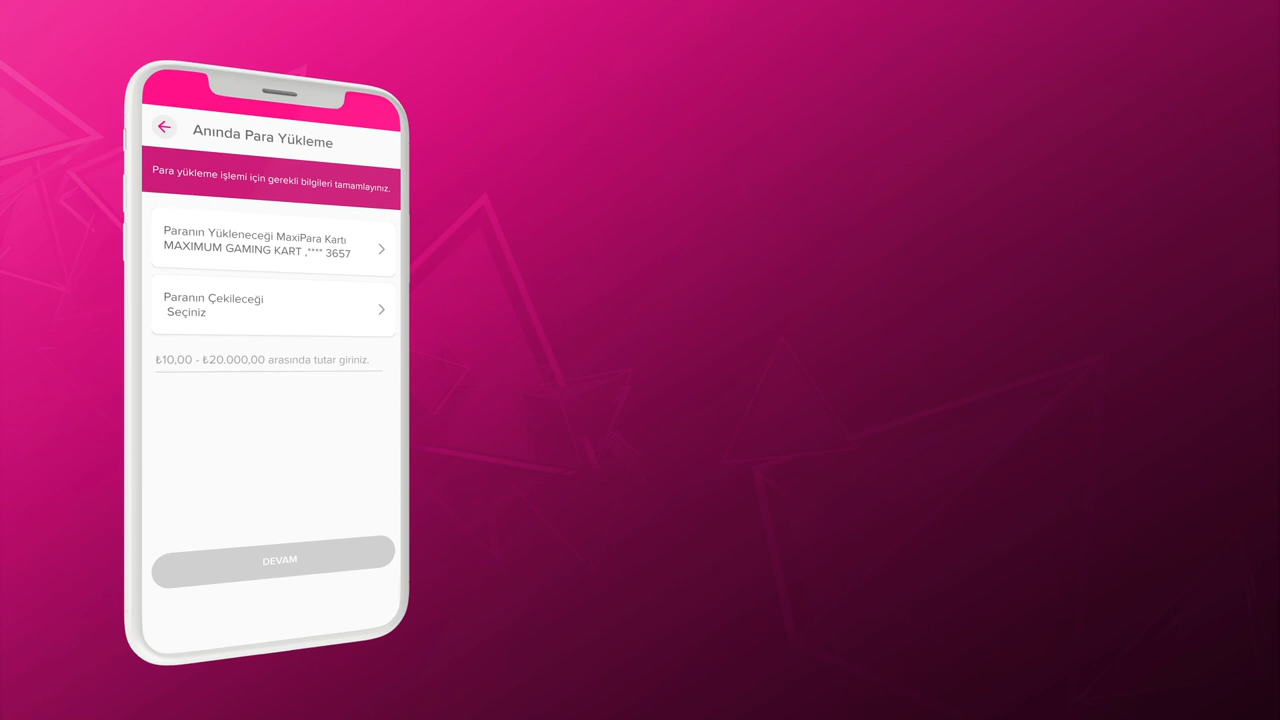 Anında Para Yükleme
Para yükleme işlemi için gerekli bilgileri tamamlayınız.
Paranın Yükleneceği MaxiPara Kartı
MAXIMUM GAMING KART ,**** 3657
Paranın Çekileceği
Seçiniz
₺10,00 - ₺20.000,00 arasında tutar giriniz.
DEVAM